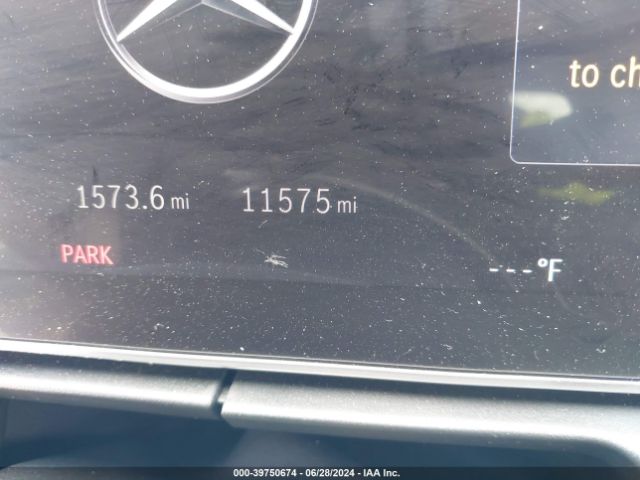 to ch
1573.6 mi 11575 mi
PARK
---°F
000-39750674 | 06/28/2024 | IAA Inc.